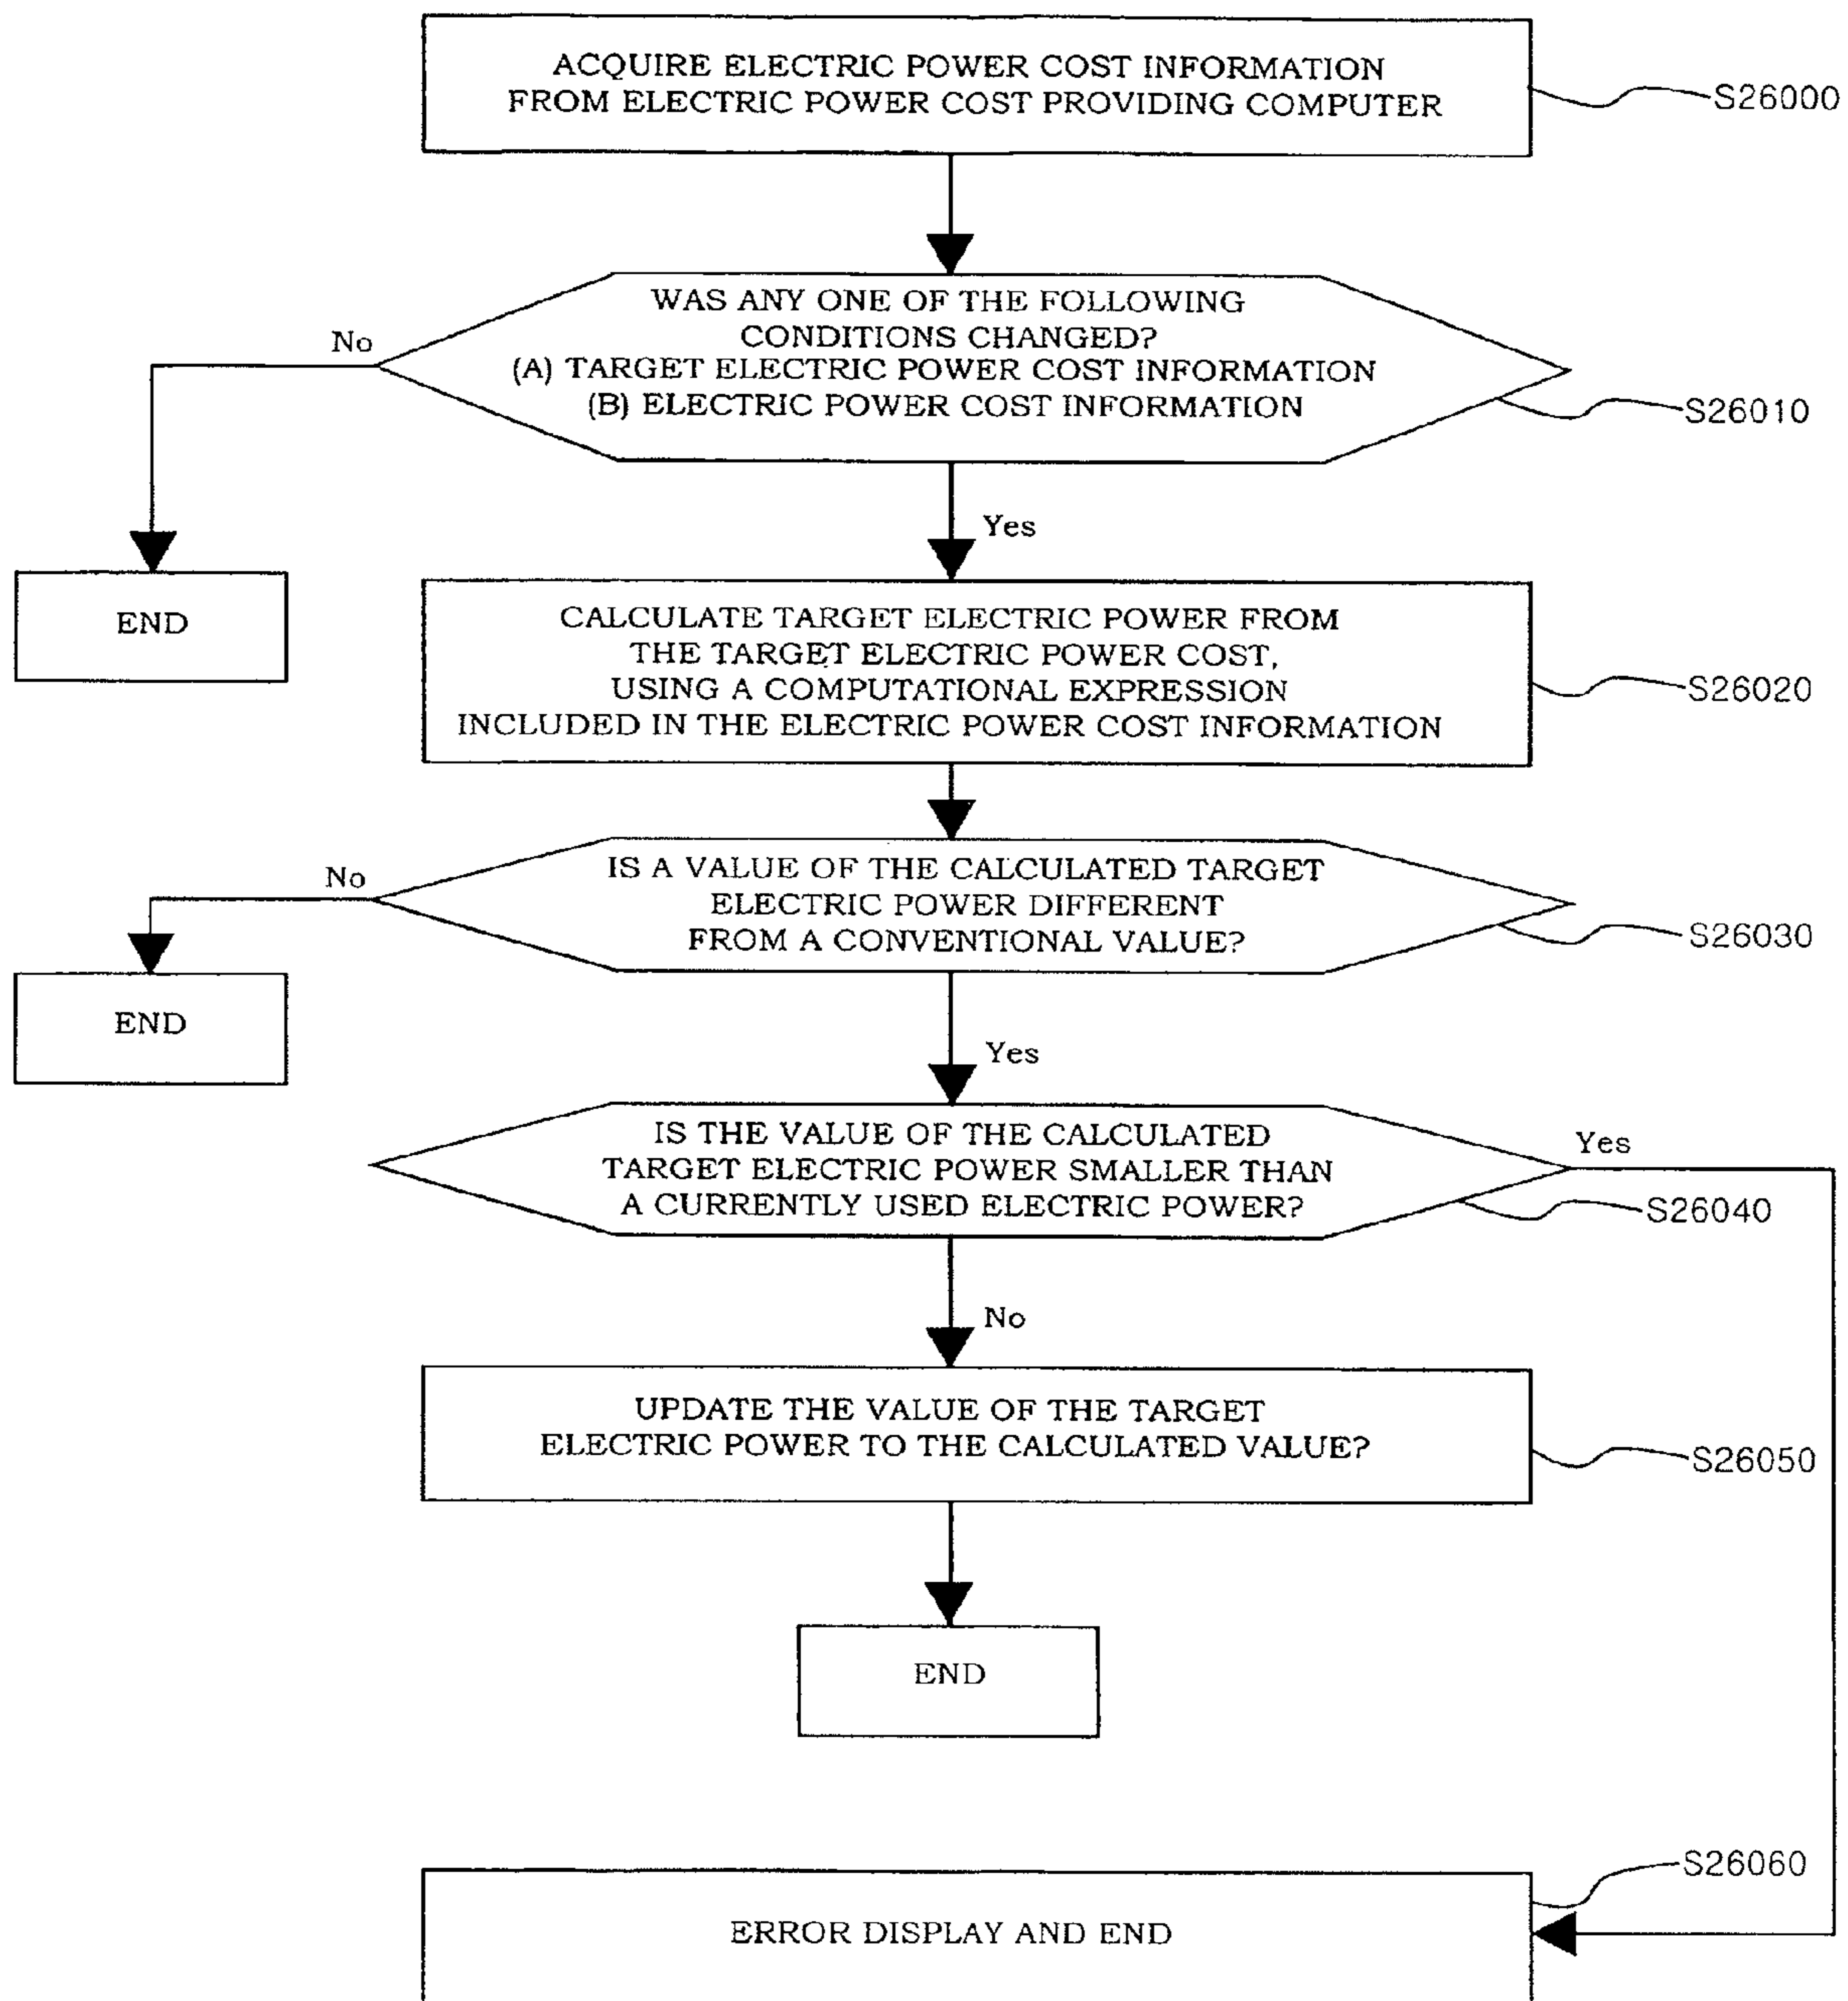 ACQUIRE ELECTRIC POWER COST INFORMATION
FROM ELECTRIC POWER COST PROVIDING COMPUTER
S26000
WAS ANY ONE OF THE FOLLOWING
CONDITIONS CHANGED?
(A) TARGET ELECTRIC POWER COST INFORMATION
(B) ELECTRIC POWER COST INFORMATION
No
S26010
Yes
END
CALCULATE TARGET ELECTRIC POWER FROM
THE TARGET ELECTRIC POWER COST,
USING A COMPUTATIONAL EXPRESSION
INCLUDED IN THE ELECTRIC POWER COST INFORMATION
S26020
IS A VALUE OF THE CALCULATED TARGET
ELECTRIC POWER DIFFERENT
FROM A CONVENTIONAL VALUE?
No
S26030
END
Yes
IS THE VALUE OF THE CALCULATED
TARGET ELECTRIC POWER SMALLER THAN
A CURRENTLY USED ELECTRIC POWER?
Yes
S26040
No
UPDATE THE VALUE OF THE TARGET
ELECTRIC POWER TO THE CALCULATED VALUE?
S26050
END
S26060
ERROR DISPLAY AND END